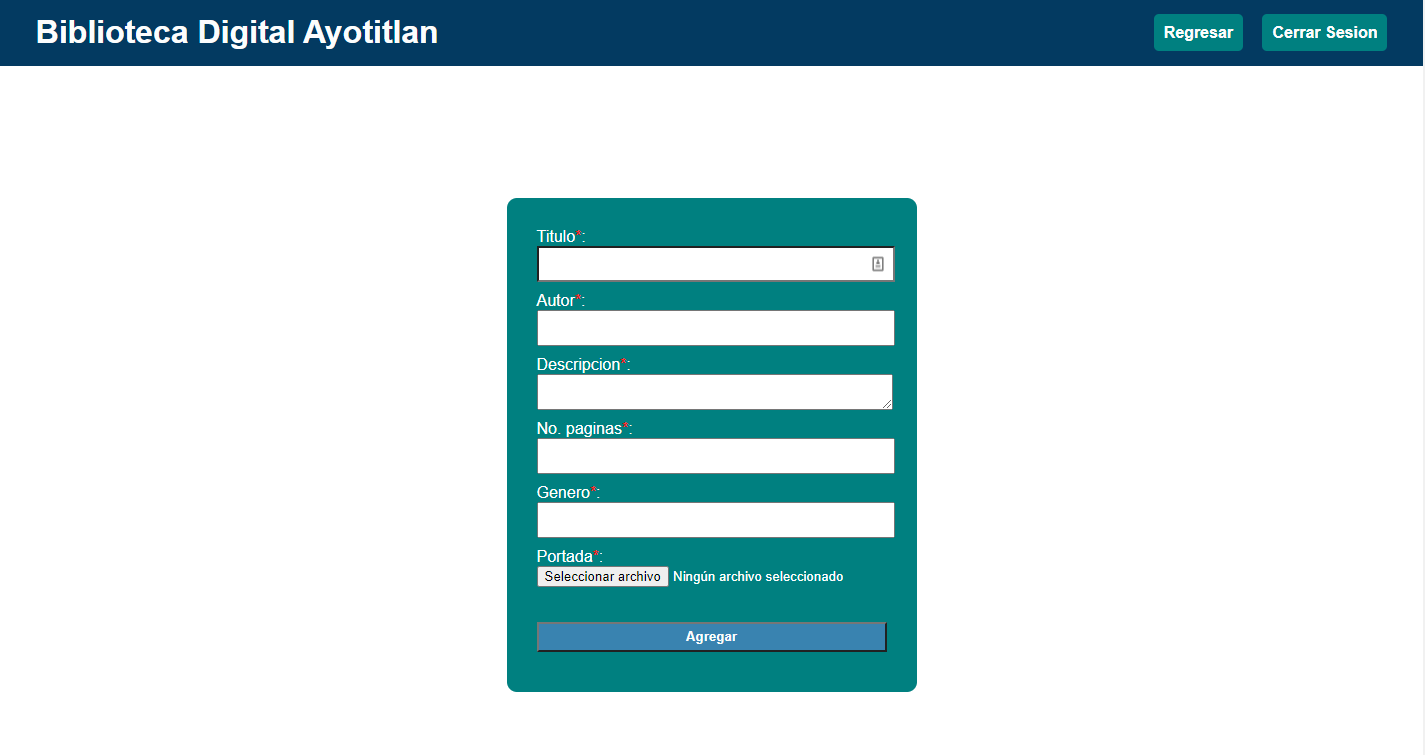 Biblioteca Digital Ayotitlan
Regresar
Cerrar Sesion
Titulo*:
Autor*:
Descripcion*:
No. paginas*:
Genero*:
Portada*:
Seleccionar archivo Ningún archivo seleccionado
Agregar